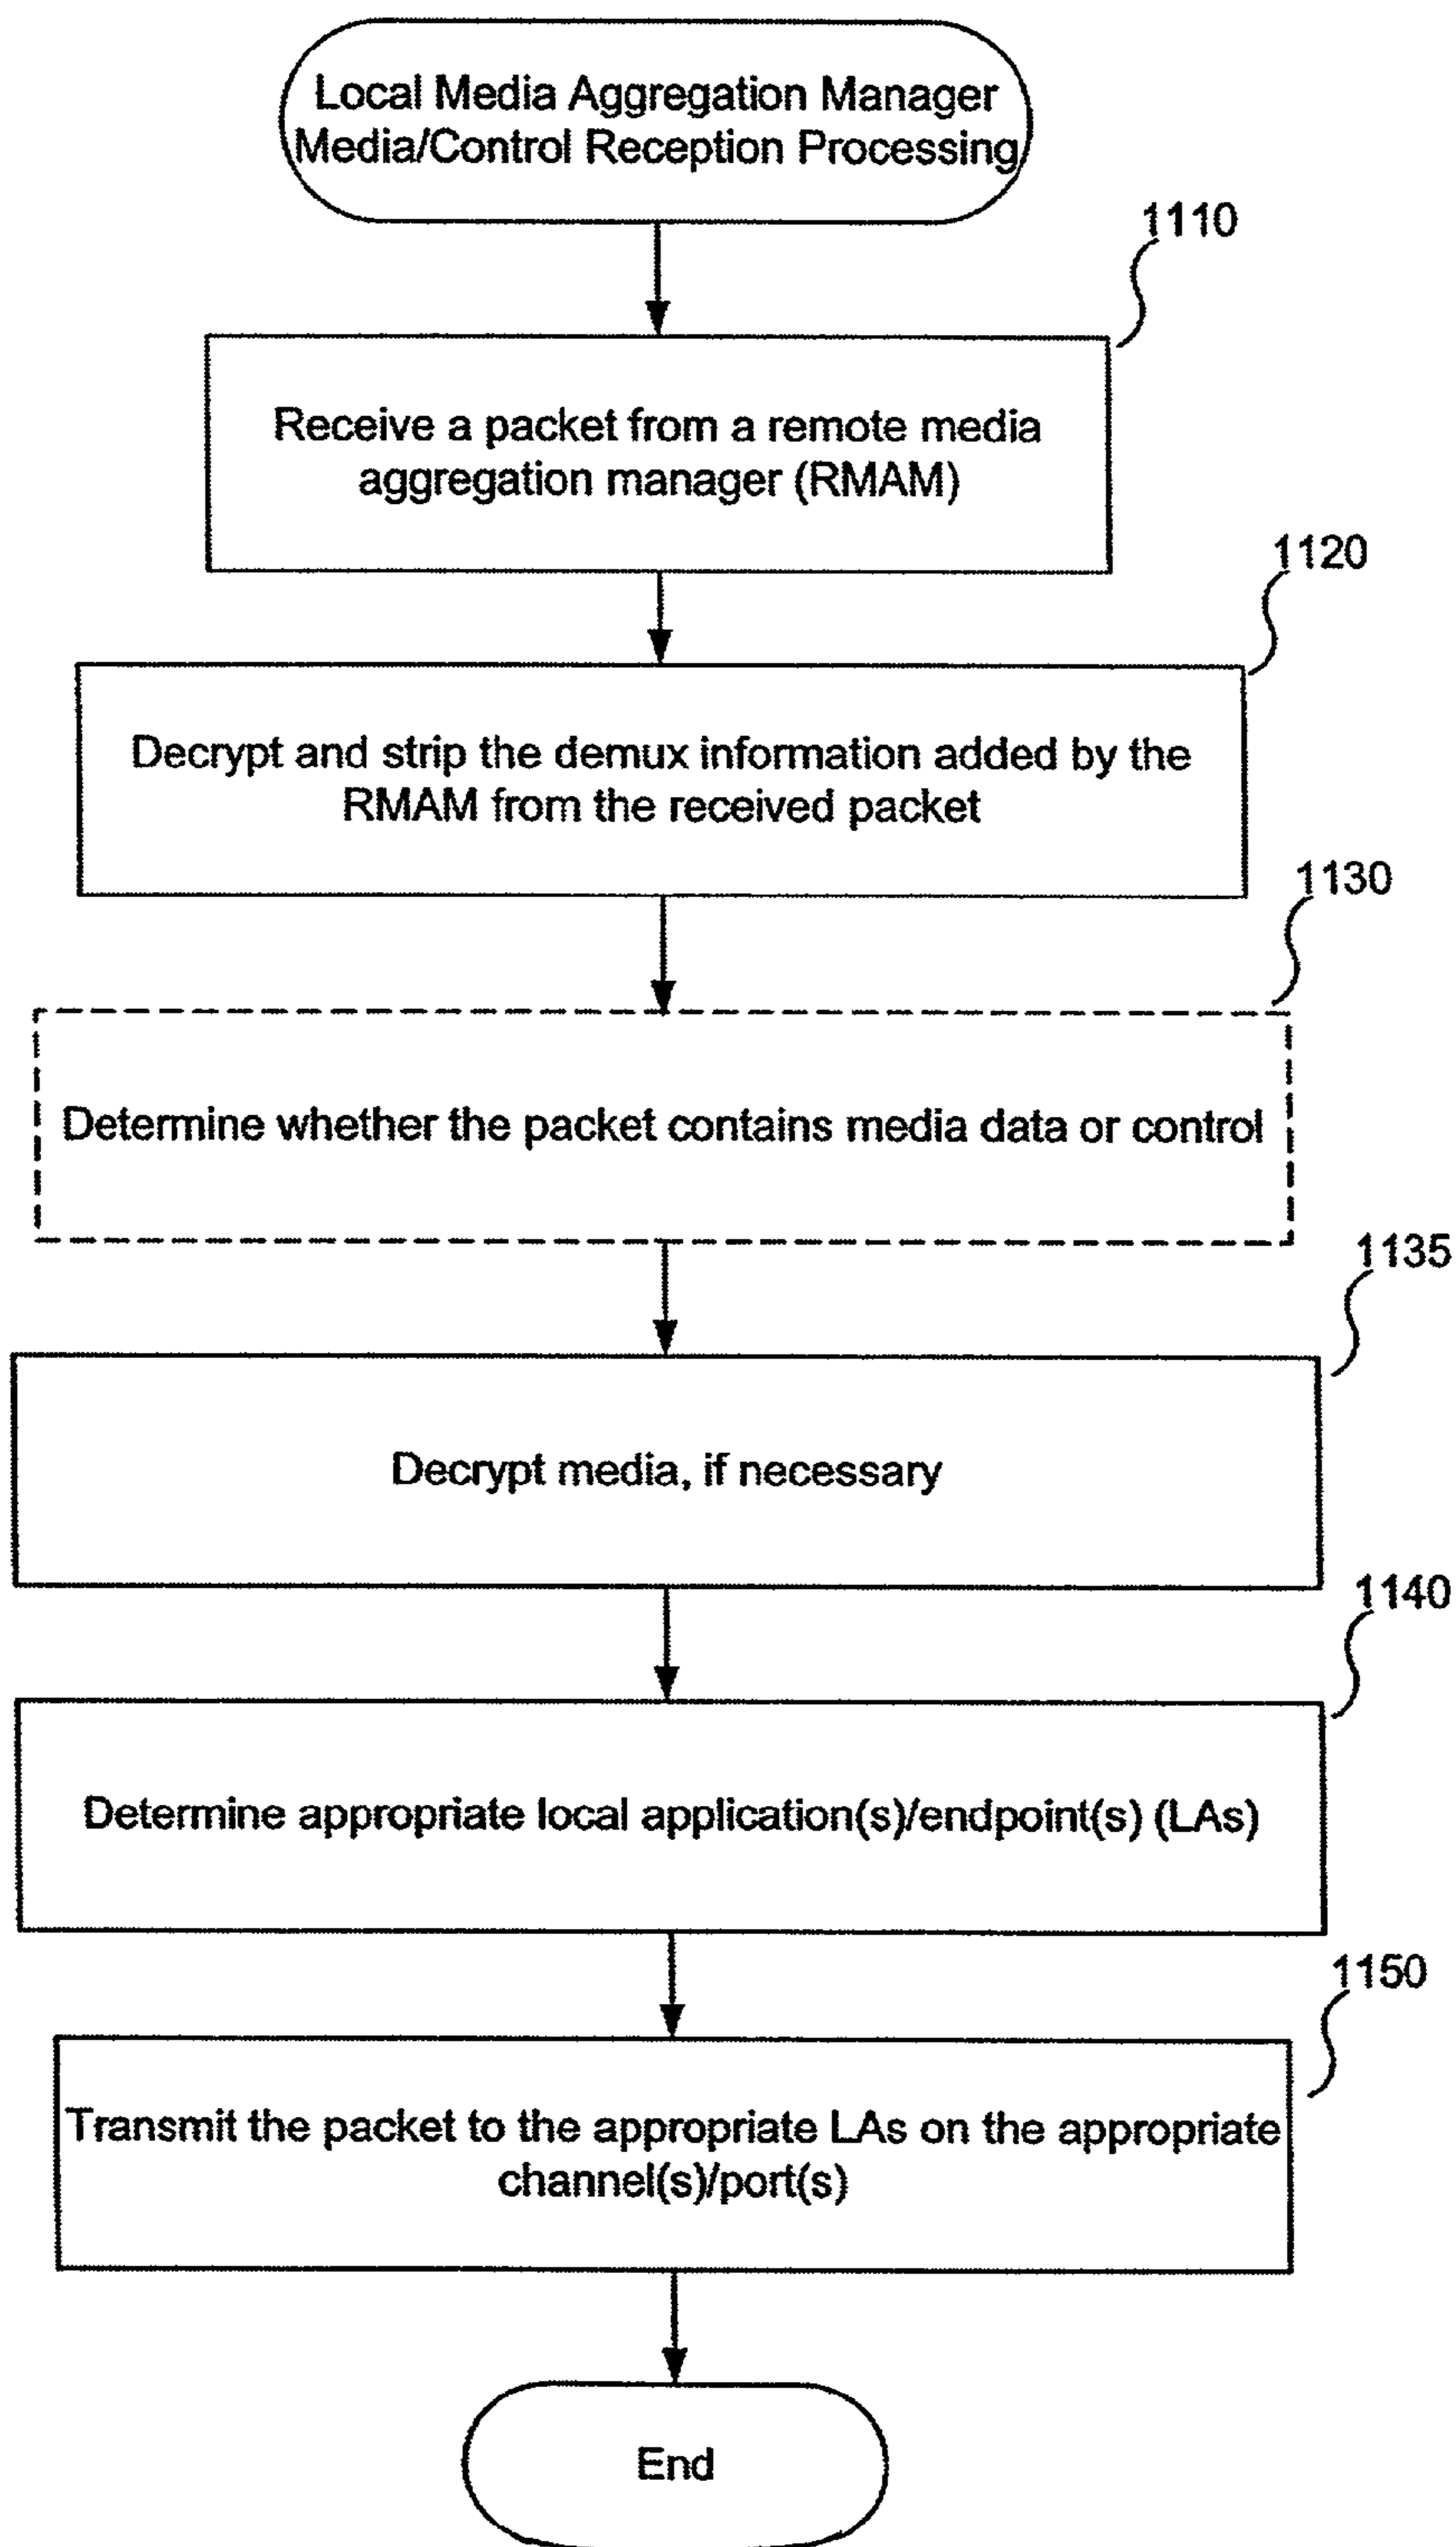 Local Media Aggregation Manager
Media/Control Reception Processing
1110
Receive a packet from a remote media
aggregation manager (RMAM)
1120
Decrypt and strip the demux information added by the
RMAM from the received packet
1130
Determine whether the packet contains media data or control
1135
Decrypt media, if necessary
1140
Determine appropriate local application(s)/endpoint(s) (LAs)
1150
Transmit the packet to the appropriate LAs on the appropriate
channel(s)/port(s)
End